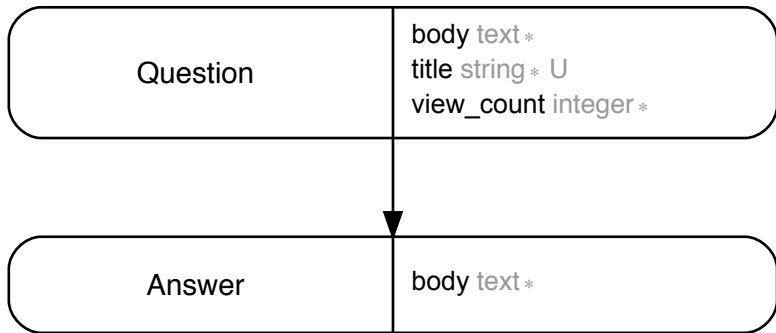 Question
body text *
title string * U
view_count integer *
Answer
body text *